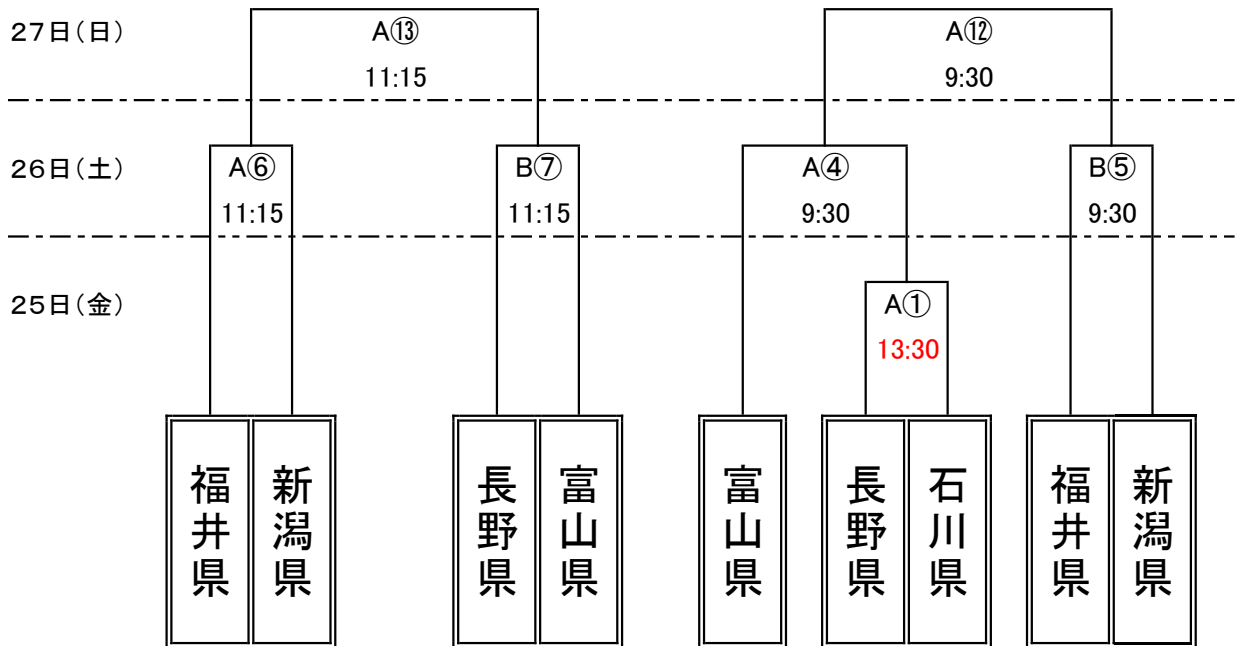 27日(日)
A⑬
11:15
A⑫
9:30
26日(土)
A⑥
11:15
B⑦
11:15
A④
9:30
B⑤
9:30
25日(金)
A①
13:30
福井県
新潟県
長野県
富山県
富山県
長野県
石川県
福井県
新潟県